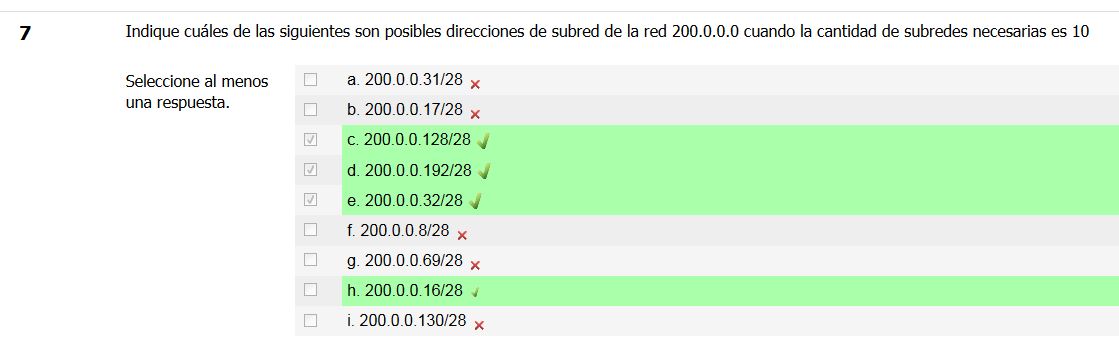 7
Indique cuáles de las siguientes son posibles direcciones de subred de la red 200.0.0.0 cuando la cantidad de subredes necesarias es 10
Seleccione al menos
una respuesta.
a. 200.0.0.31/28
b. 200.0.0.17/28
c. 200.0.0.128/28
d. 200.0.0.192/28
e. 200.0.0.32/28
f. 200.0.0.8/28
g. 200.0.0.69/28
h. 200.0.0.16/28
i. 200.0.0.130/28